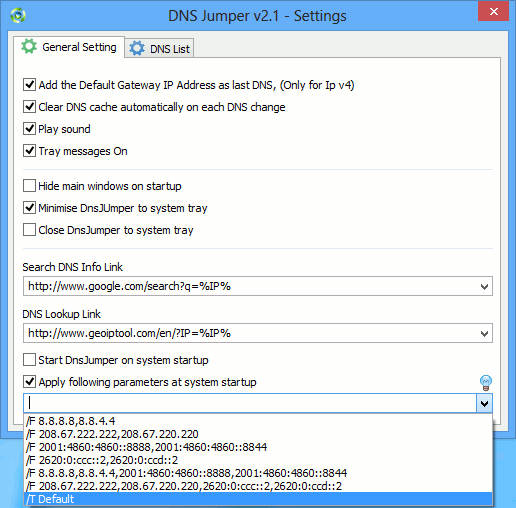 DNS Jumper v2.1 - Settings
General Setting
DNS List
Add the Default Gateway IP Address as last DNS, (Only for Ip v4)
Clear DNS cache automatically on each DNS change
Play sound
Tray messages On
Hide main windows on startup
Minimise DnsJUmper to system tray
Close DnsJumper to system tray
Search DNS Info Link
http://www.google.com/search?q=%IP%
DNS Lookup Link
http://www.geoiptool.com/en/?IP=%IP%
Start DnsJumper on system startup
Apply following parameters at system startup
/F 8.8.8.8,8.8.4.4
/F 208.67.222.222,208.67.220.220
/F 2001:4860:4860::8888,2001:4860:4860::8844
/F 2620:0:ccc::2,2620:0:ccd::2
/F 8.8.8.8,8.8.4.4,2001:4860:4860::8888,2001:4860:4860::8844
/F 208.67.222.222,208.67.220.220,2620:0:ccc::2,2620:0:ccd::2
/T Default